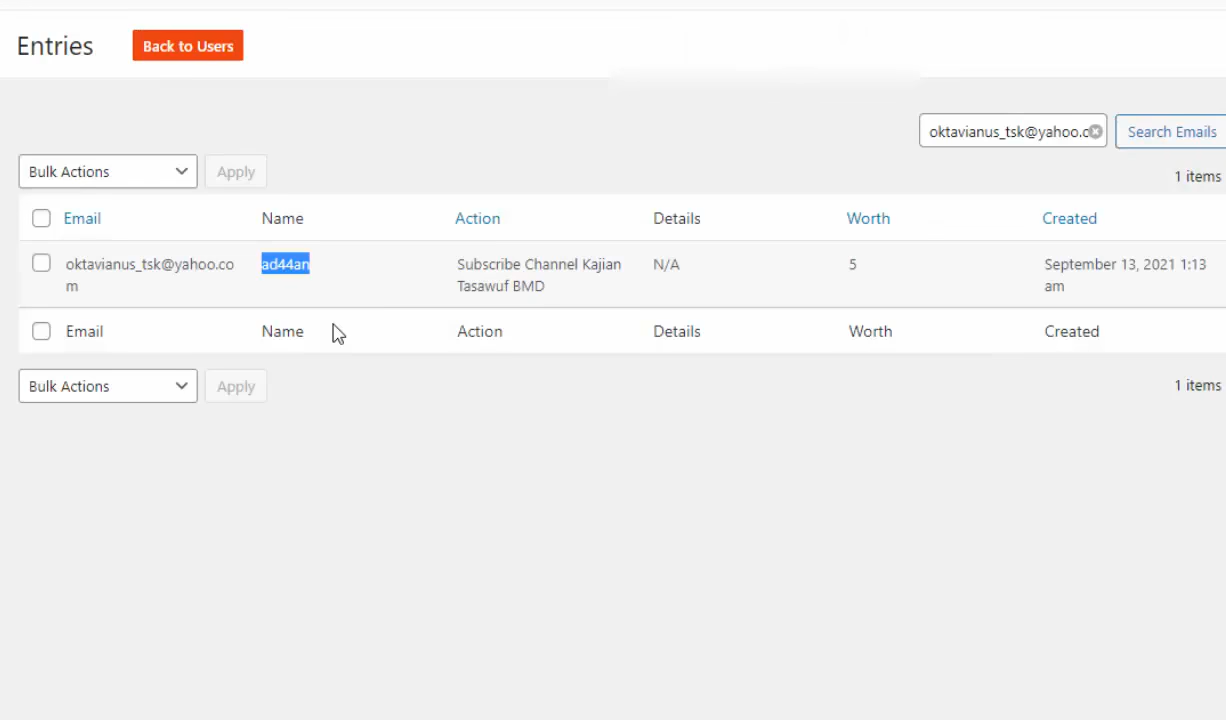 Entries
Back to Users
oktavianus_tsk@yahoo.c
Search Emails
Bulk Actions
Apply
1 items
Email Name Action Details Worth Created
oktavianus_tsk@yahoo.co ad44an Subscribe Channel Kajian N/A 5 September 13, 2021 1:13
m Tasawuf BMD am
Email Name Action Details Worth Created
Bulk Actions
Apply
1 items